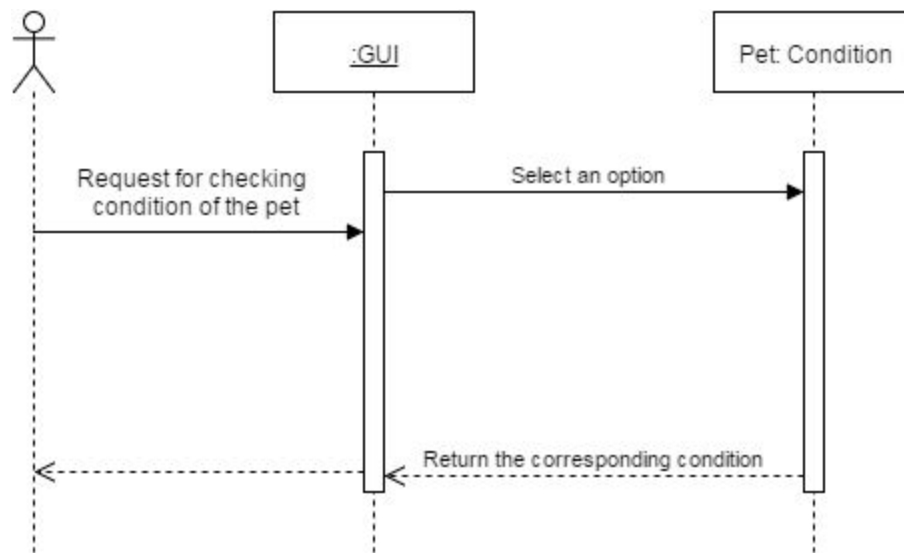 :GUI
Pet: Condition
Request for checking
condition of the pet
Select an option
Return the corresponding condition